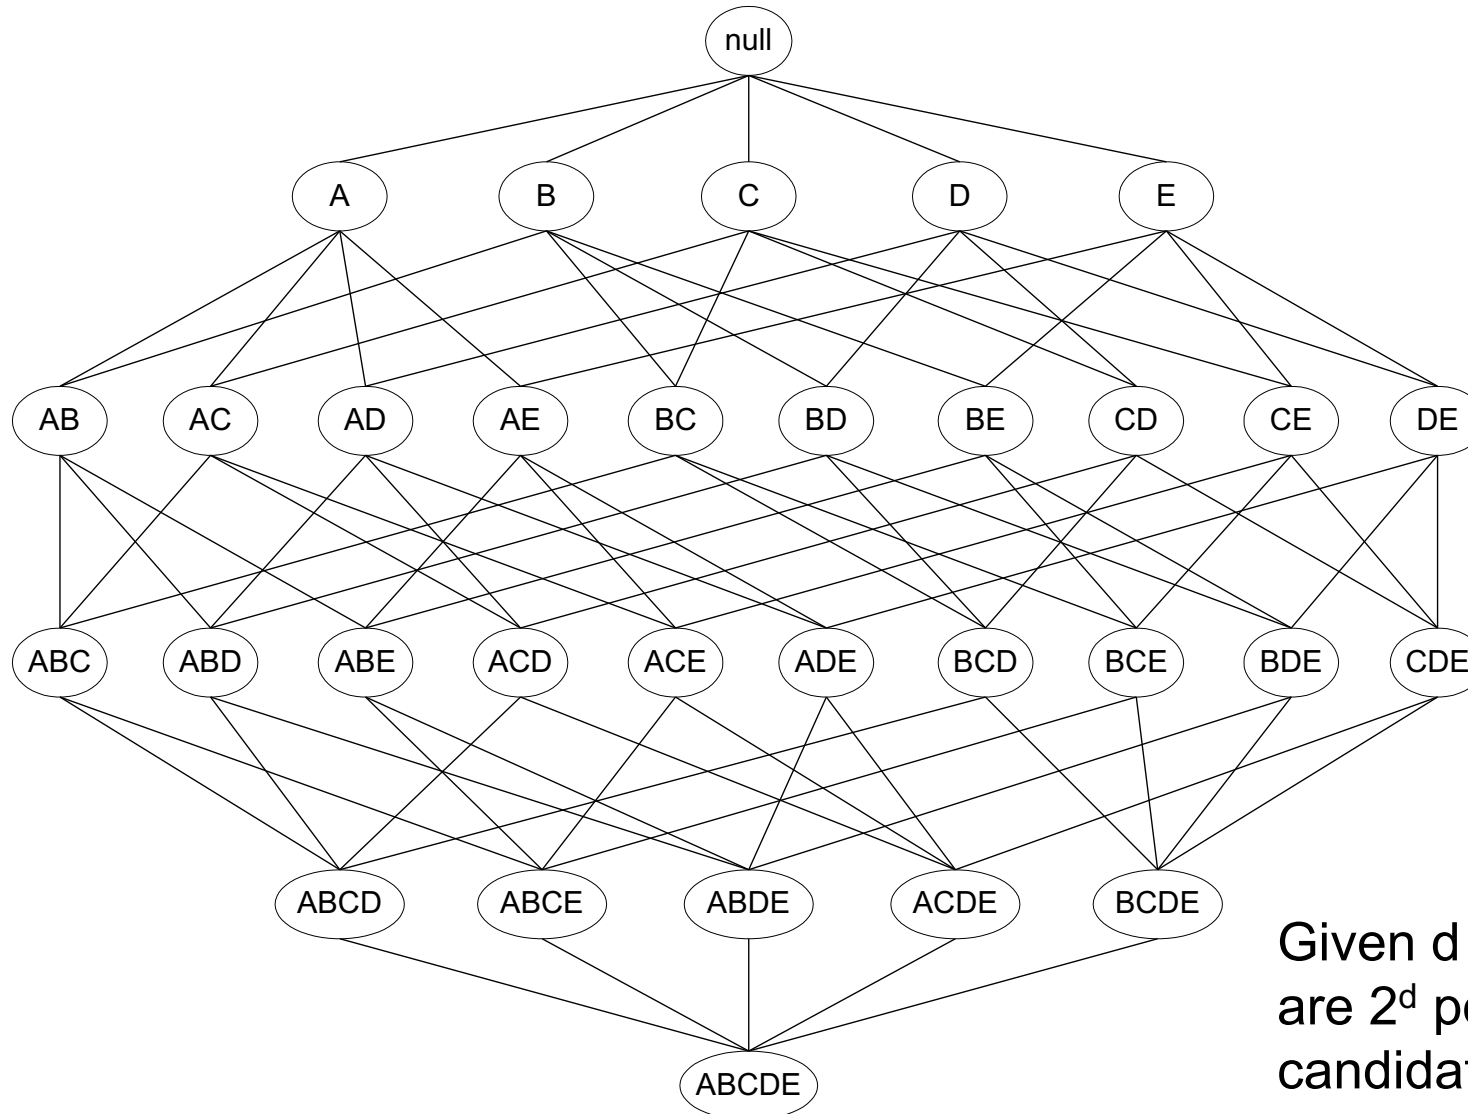 null
A B C D E
AB AC AD AE BC BD BE CD CE DE
ABC ABD ABE ACD ACE ADE BCD BCE BDE CDE
ABCD ABCE ABDE ACDE BCDE
Given d
are 2ᵈ
ABCDE